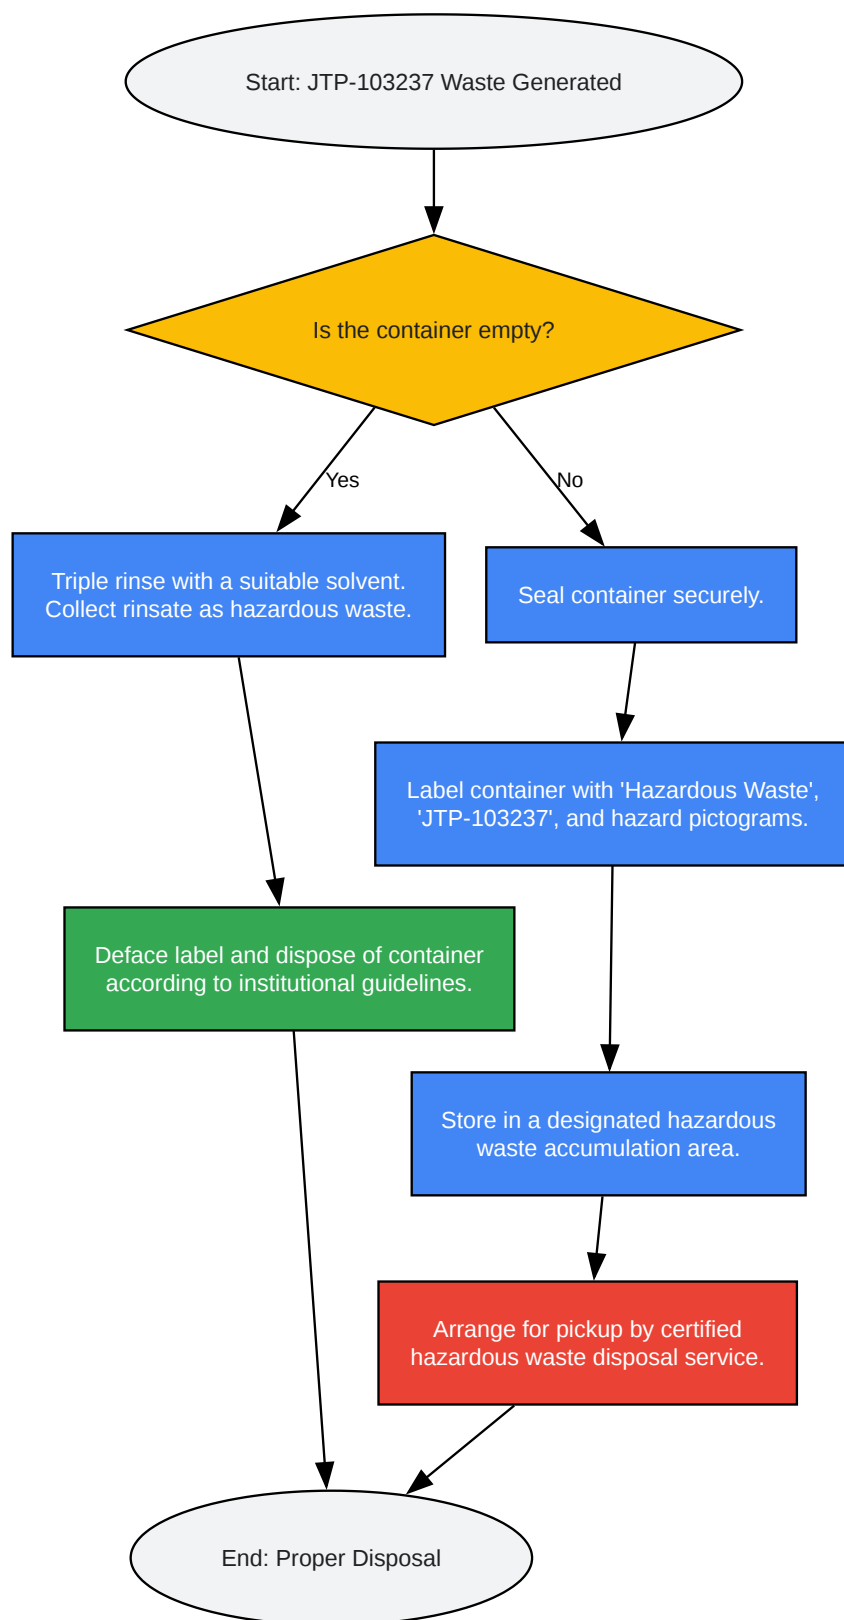 Start: JTP-103237 Waste Generated
Is the container empty?
Yes
No
Triple rinse with a suitable solvent.
Collect rinsate as hazardous waste.
Seal container securely.
Label container with 'Hazardous Waste',
'JTP-103237', and hazard pictograms.
Deface label and dispose of container
according to institutional guidelines.
Store in a designated hazardous
waste accumulation area.
Arrange for pickup by certified
hazardous waste disposal service.
End: Proper Disposal